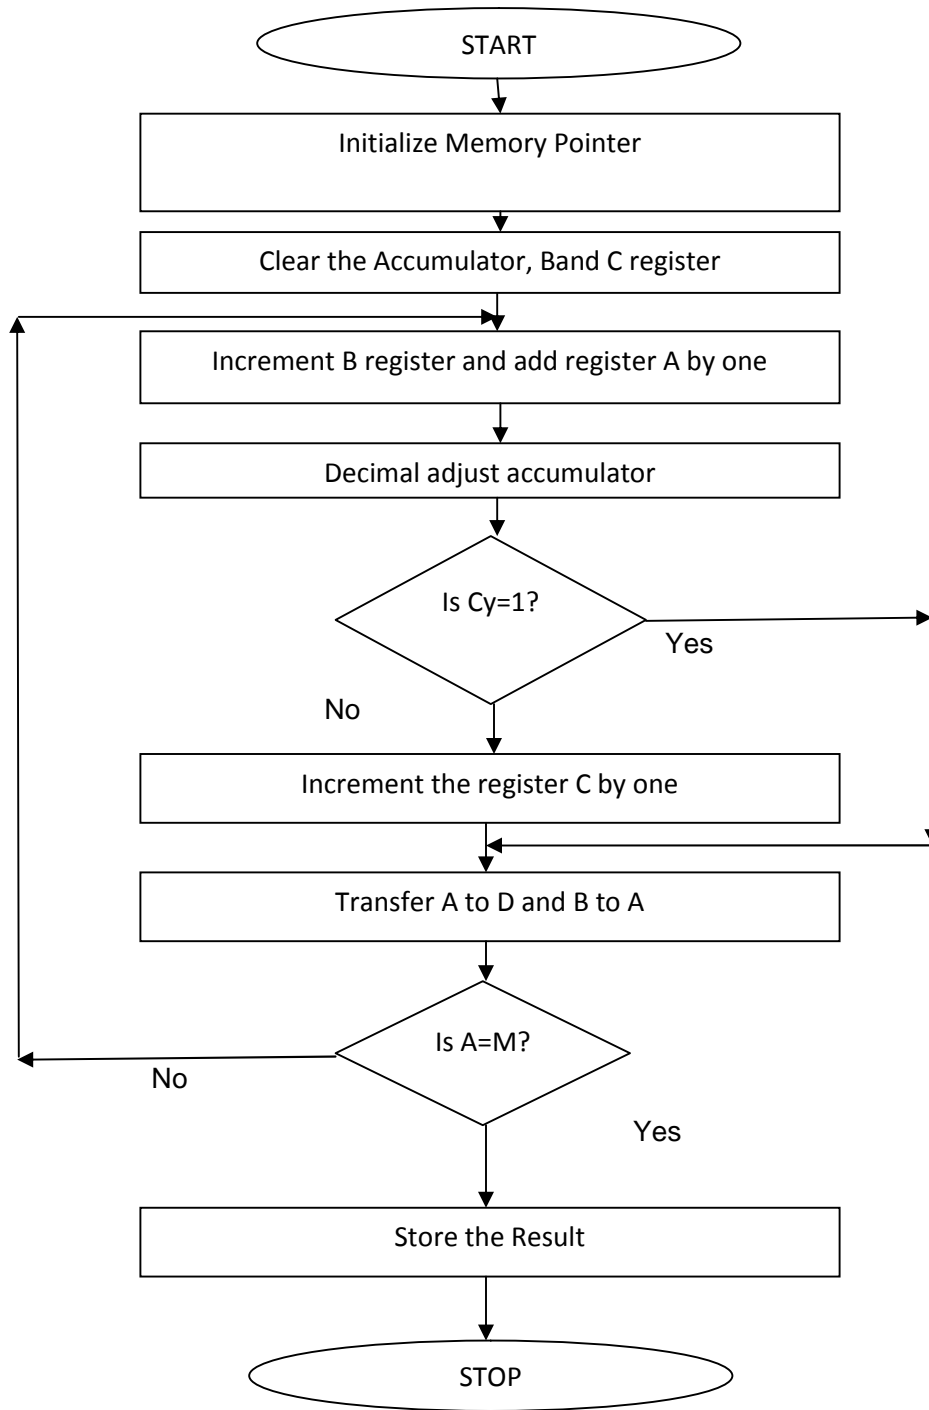 START
Initialize Memory Pointer
Clear the Accumulator, Band C register
Increment B register and add register A by one
Decimal adjust accumulator
Is Cy=1?
Yes
No
Increment the register C by one
Transfer A to D and B to A
Is A=M?
No
Yes
Store the Result
STOP